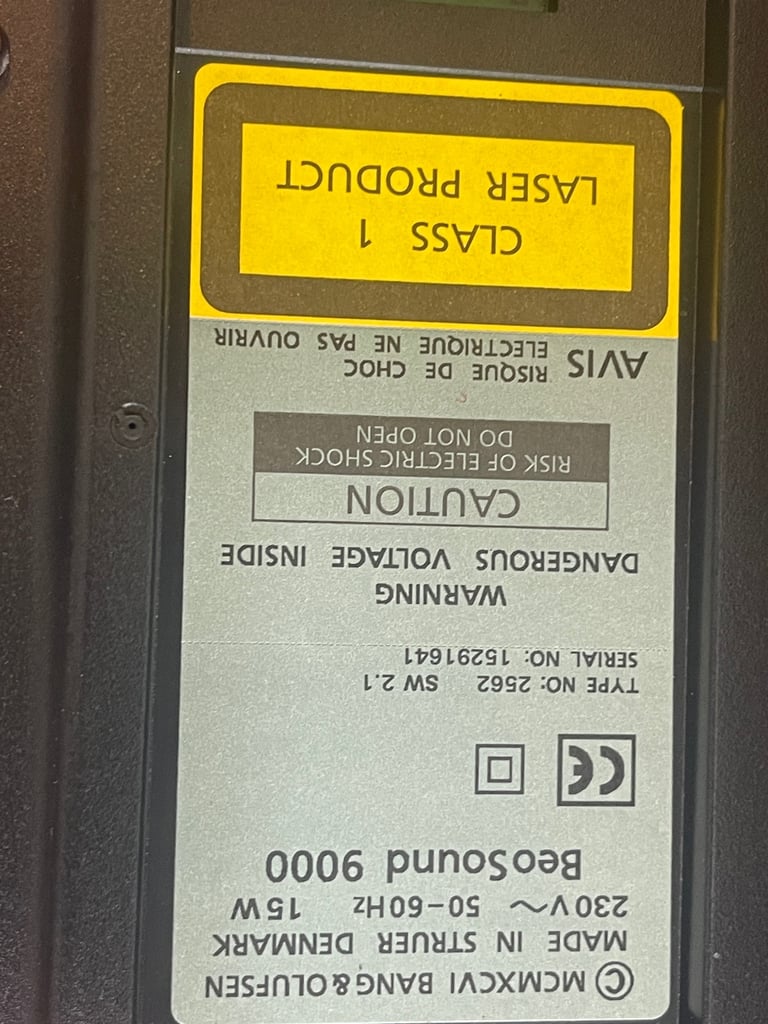 © MCMXCVI BANG & OLUFSEN
MADE IN STRUER DENMARK
230V ~ 50-60Hz 15W
BeoSound 9000
CE
TYPE NO: 2562 SW 2.1
SERIAL NO: 15291641
WARNING
DANGEROUS VOLTAGE INSIDE
CAUTION
RISK OF ELECTRIC SHOCK
DO NOT OPEN
AVIS RISQUE DE CHOC
ELECTRIQUE NE PAS OUVRIR
CLASS 1
LASER PRODUCT